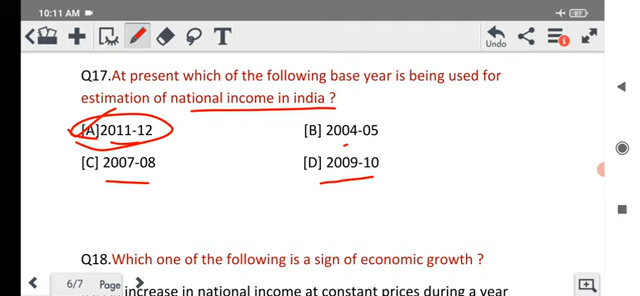 10:11 AM
87
Undo
Q17.At present which of the following base year is being used for
estimation of national income in india ?
[A]2011-12
[B] 2004-05
[C] 2007-08
[D] 2009-10
Q18.Which one of the following is a sign of economic growth ?
6/7 Page
increase in national income at constant prices during a year